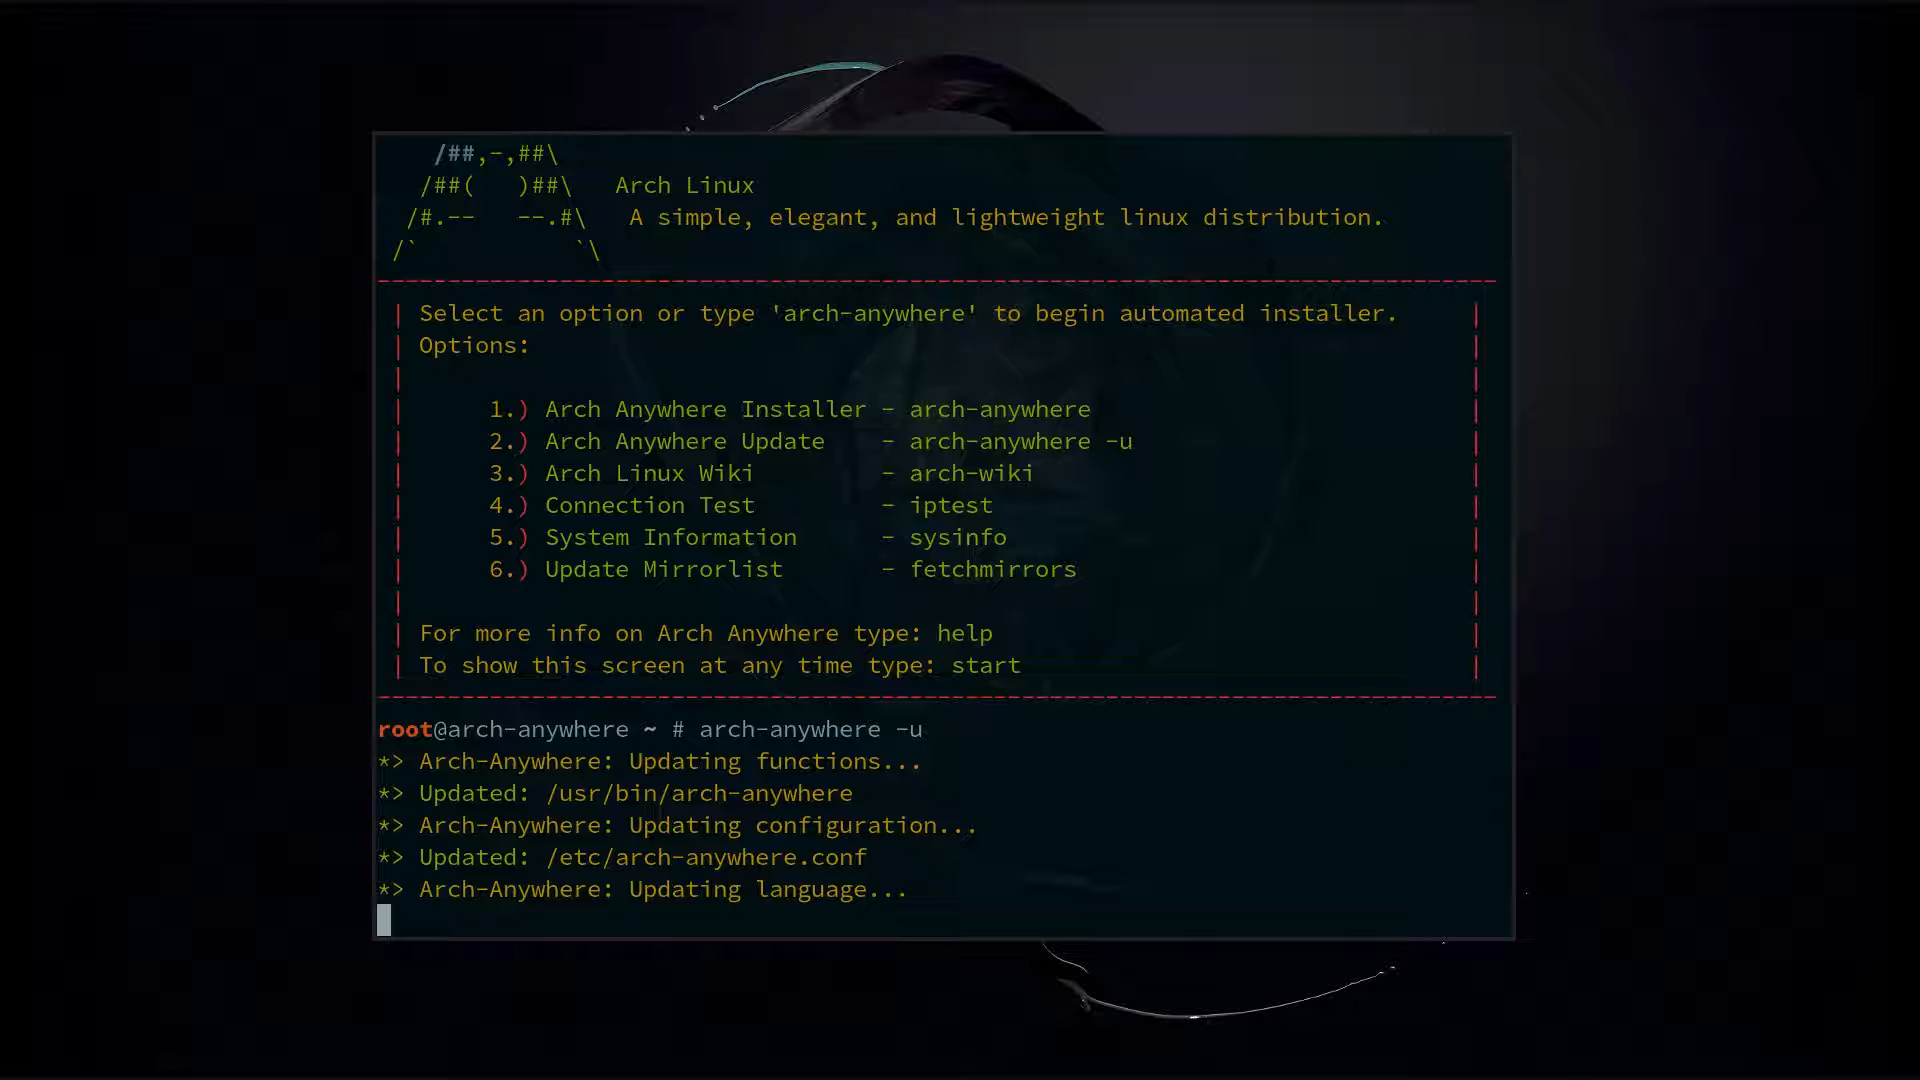 /##,-,##\
/##(   )##\   Arch Linux
/#.--   --.#\   A simple, elegant, and lightweight linux distribution.
/`           `\
--------------------------------------------------------------------------------
| Select an option or type 'arch-anywhere' to begin automated installer. |
| Options: |
| |
| 1.) Arch Anywhere Installer - arch-anywhere |
| 2.) Arch Anywhere Update - arch-anywhere -u |
| 3.) Arch Linux Wiki - arch-wiki |
| 4.) Connection Test - iptest |
| 5.) System Information - sysinfo |
| 6.) Update Mirrorlist - fetchmirrors |
| |
| For more info on Arch Anywhere type: help |
| To show this screen at any time type: start |
--------------------------------------------------------------------------------
root@arch-anywhere ~ # arch-anywhere -u
*> Arch-Anywhere: Updating functions...
*> Updated: /usr/bin/arch-anywhere
*> Arch-Anywhere: Updating configuration...
*> Updated: /etc/arch-anywhere.conf
*> Arch-Anywhere: Updating language...